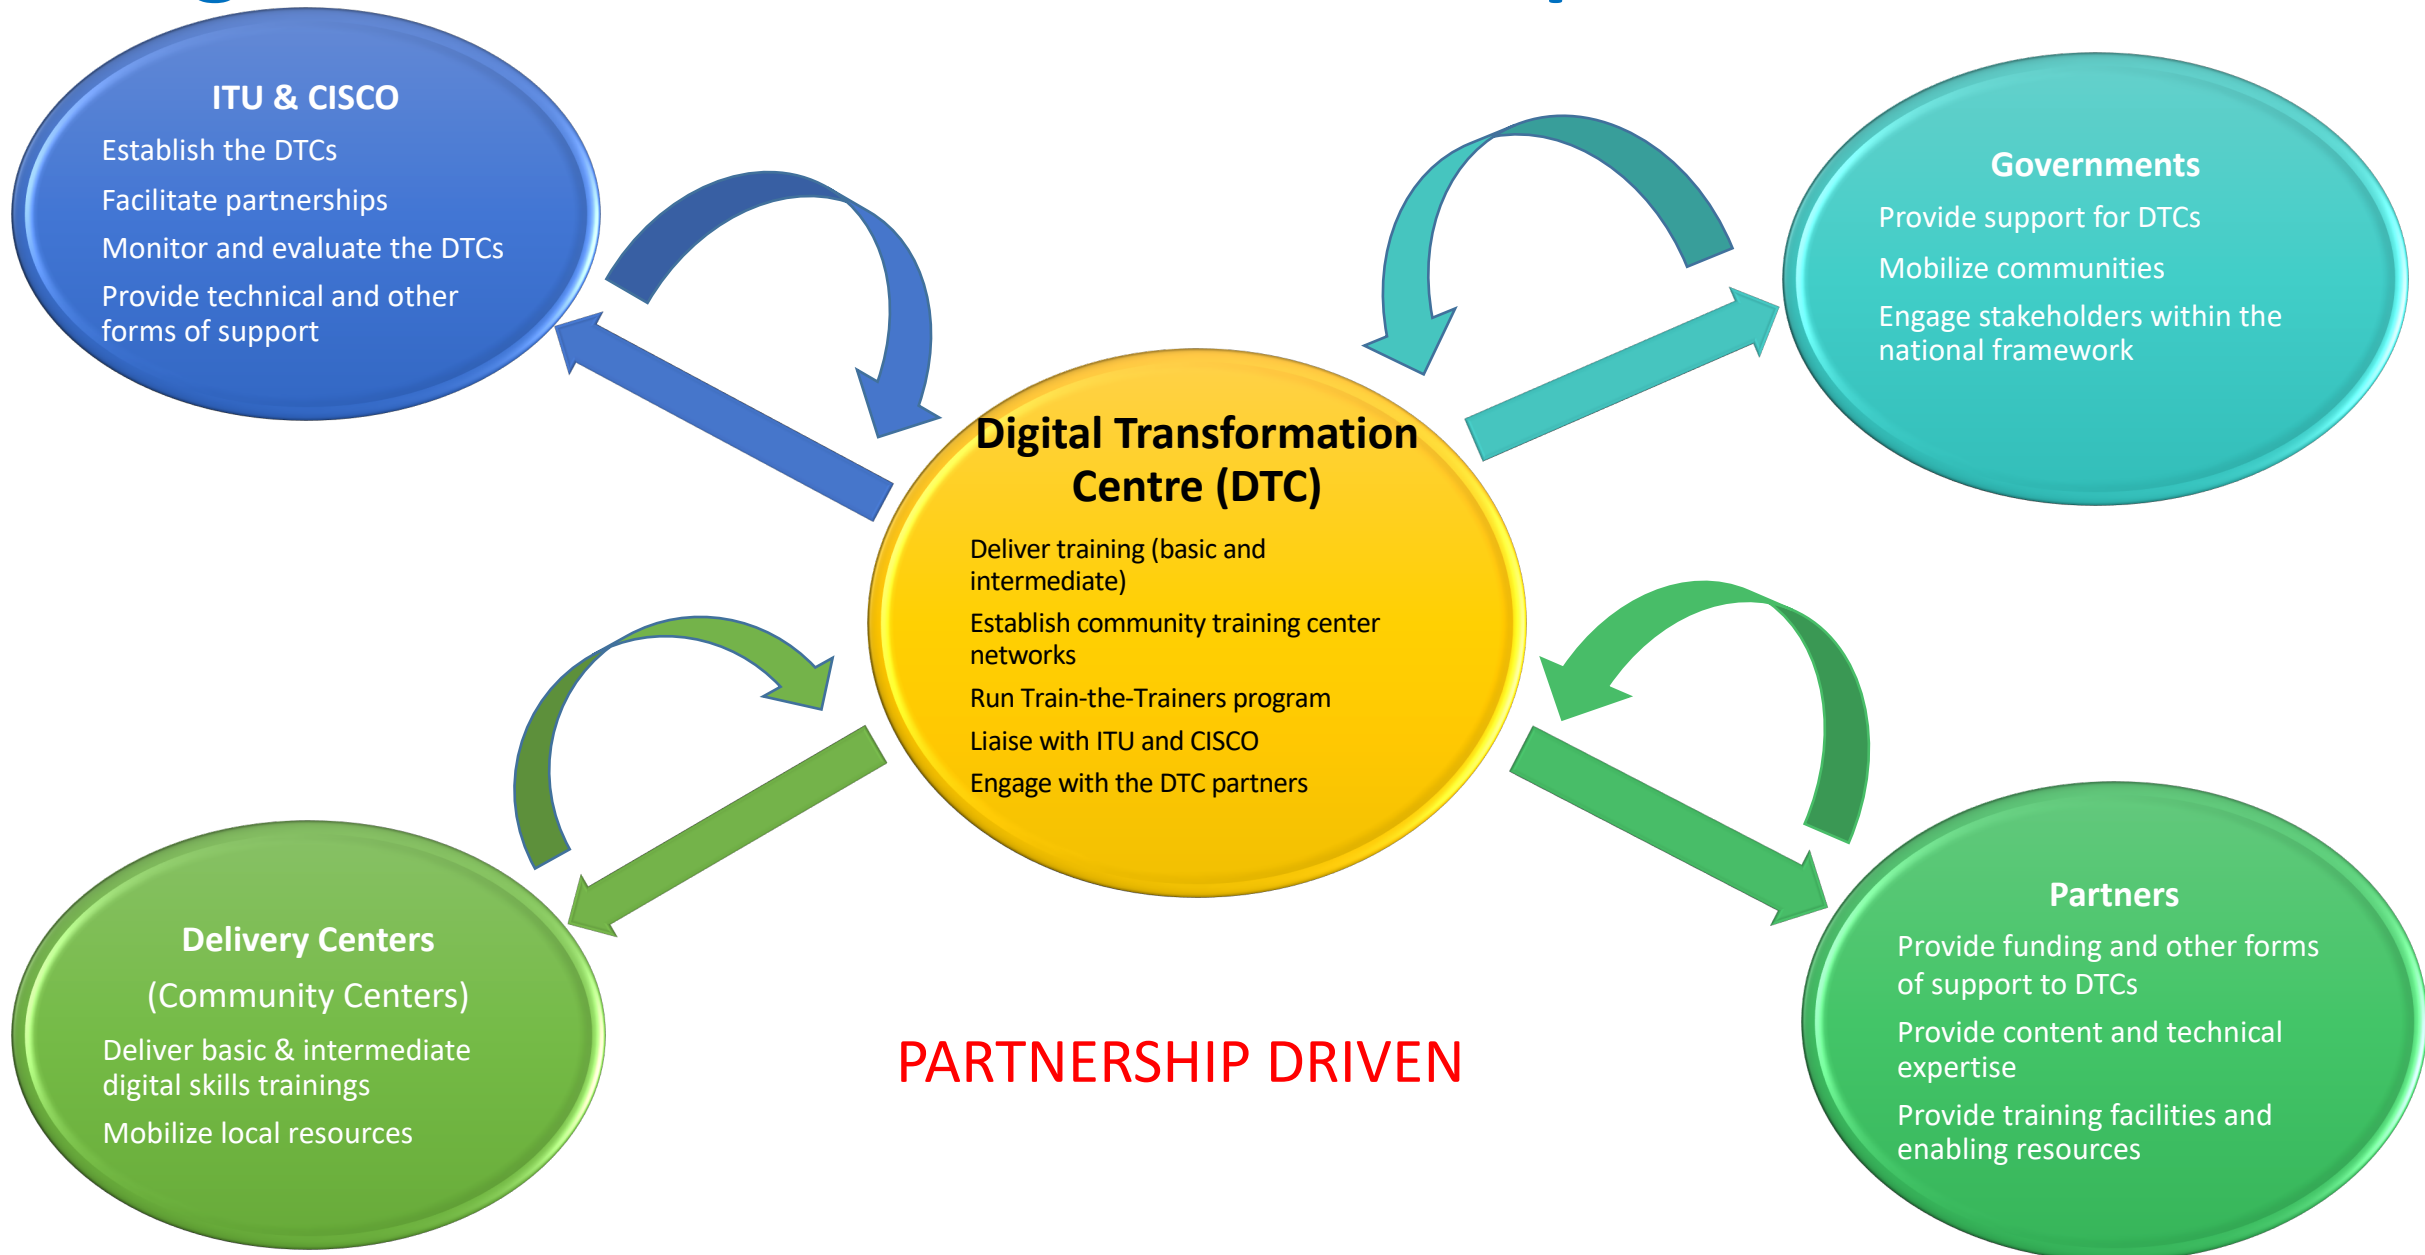 ITU & CISCO
Establish the DTCs
Facilitate partnerships
Monitor and evaluate the DTCs
Provide technical and other
forms of support
Governments
Provide support for DTCs
Mobilize communities
Engage stakeholders within the
national framework
Digital Transformation
Centre (DTC)
Deliver training (basic and
intermediate)
Establish community training center
networks
Run Train-the-Trainers program
Liaise with ITU and CISCO
Engage with the DTC partners
Delivery Centers
(Community Centers)
Deliver basic & intermediate
digital skills trainings
Mobilize local resources
Partners
Provide funding and other forms
of support to DTCs
Provide content and technical
expertise
Provide training facilities and
enabling resources
PARTNERSHIP DRIVEN